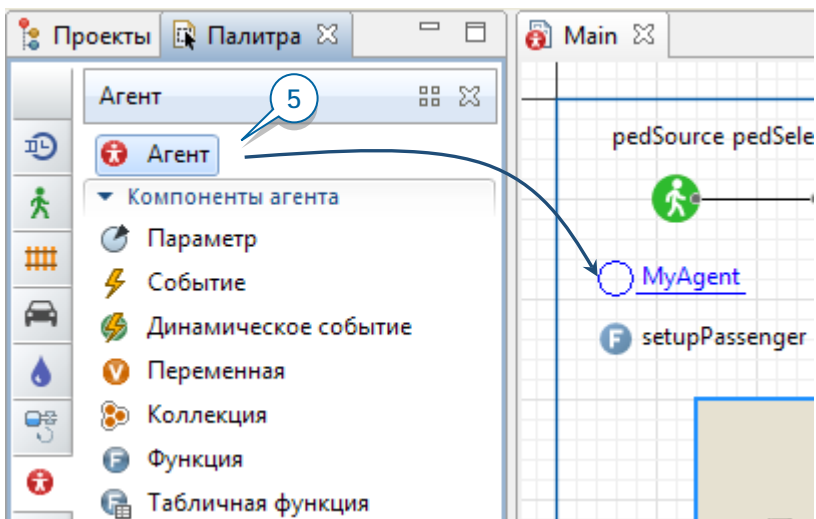 Проекты Палитра
Агент
5
Агент
Компоненты агента
Параметр
Событие
Динамическое событие
Переменная
Коллекция
Функция
Табличная функция
Main
pedSource pedSele
MyAgent
setupPassenger